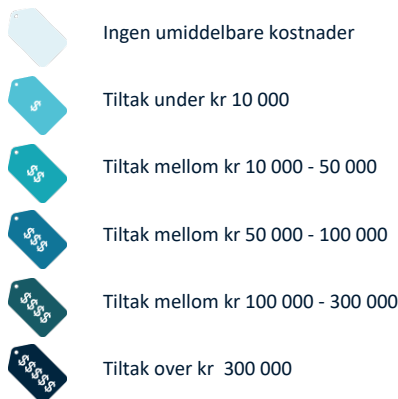 Ingen umiddelbare kostnader
$
Tiltak under kr 10 000
$$
Tiltak mellom kr 10 000 - 50 000
$$$
Tiltak mellom kr 50 000 - 100 000
$$$$
Tiltak mellom kr 100 000 - 300 000
$$$$$
Tiltak over kr  300 000